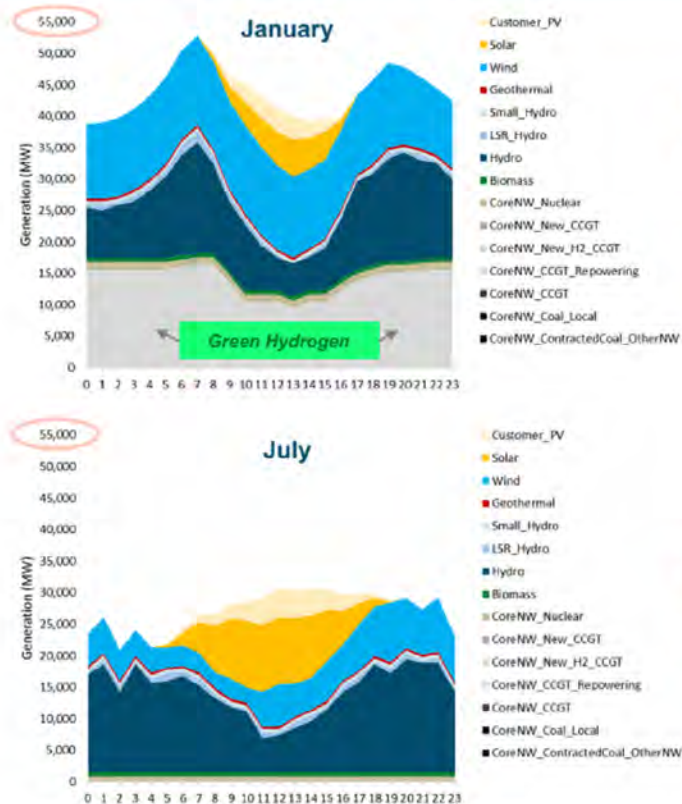 January
Generation (MW)
55,000
50,000
45,000
40,000
35,000
30,000
25,000
20,000
15,000
10,000
5,000
0
Green Hydrogen
0 1 2 3 4 5 6 7 8 9 10 11 12 13 14 15 16 17 18 19 20 21 22 23
Customer_PV
Solar
Wind
Geothermal
Small_Hydro
LSR_Hydro
Hydro
Biomass
CoreNW_Nuclear
CoreNW_New_CCGT
CoreNW_New_H2_CCGT
CoreNW_CCGT_Repowering
CoreNW_CCGT
CoreNW_Coal_Local
CoreNW_ContractedCoal_OtherNW
July
Generation (MW)
55,000
50,000
45,000
40,000
35,000
30,000
25,000
20,000
15,000
10,000
5,000
0
0 1 2 3 4 5 6 7 8 9 10 11 12 13 14 15 16 17 18 19 20 21 22 23
Customer_PV
Solar
Wind
Geothermal
Small_Hydro
LSR_Hydro
Hydro
Biomass
CoreNW_Nuclear
CoreNW_New_CCGT
CoreNW_New_H2_CCGT
CoreNW_CCGT_Repowering
CoreNW_CCGT
CoreNW_Coal_Local
CoreNW_ContractedCoal_OtherNW